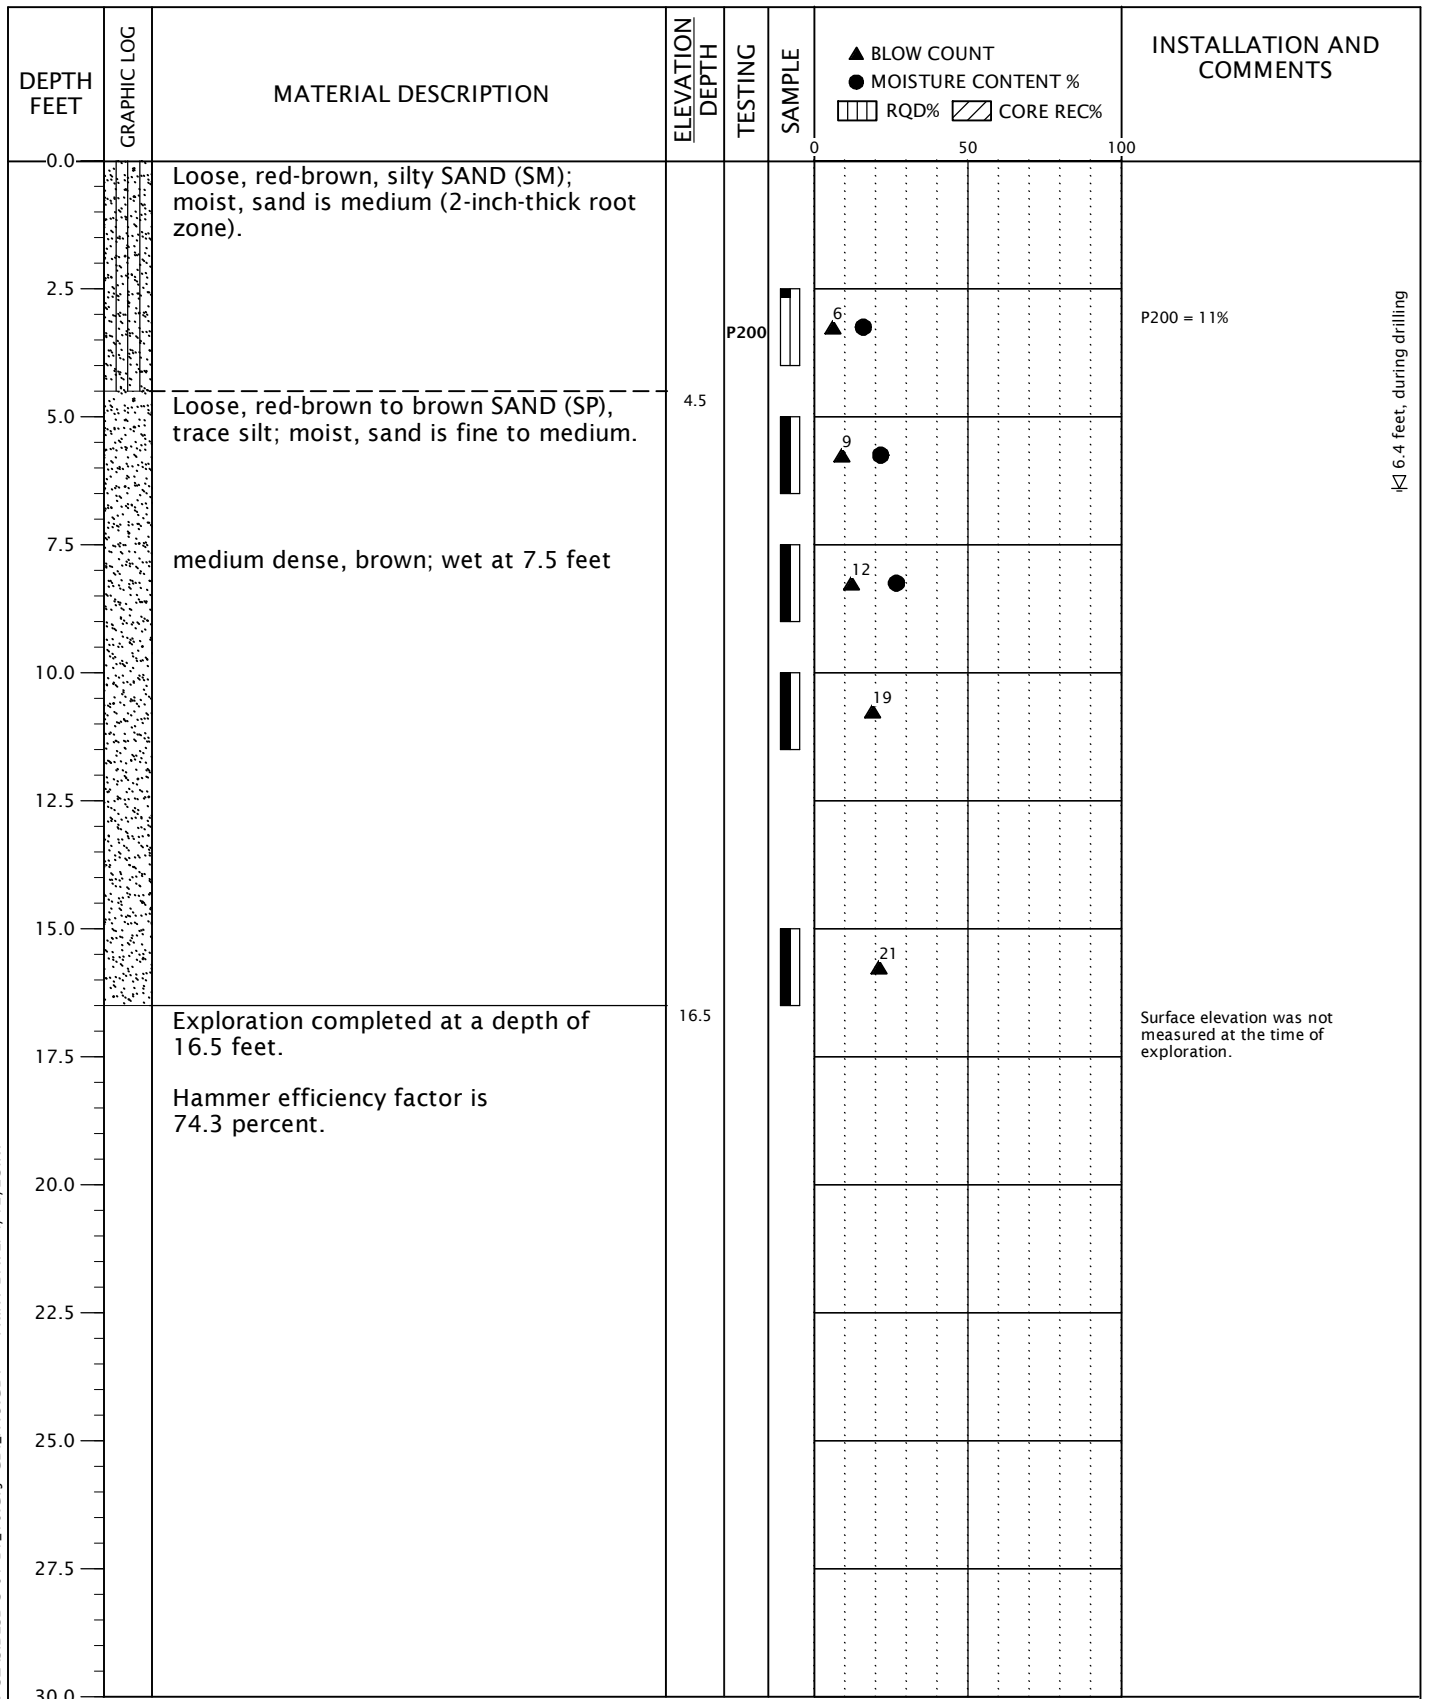 DEPTH
FEET
GRAPHIC LOG
MATERIAL DESCRIPTION
ELEVATION
DEPTH
TESTING
SAMPLE
▲ BLOW COUNT
● MOISTURE CONTENT %
RQD% CORE REC%
0 50 100
INSTALLATION AND
COMMENTS
0.0
Loose, red-brown, silty SAND (SM);
moist, sand is medium (2-inch-thick root
zone).
2.5
P200
6
P200 = 11%
6.4 feet, during drilling
4.5
5.0
Loose, red-brown to brown SAND (SP),
trace silt; moist, sand is fine to medium.
9
7.5
medium dense, brown; wet at 7.5 feet
12
10.0
19
12.5
15.0
21
16.5
Exploration completed at a depth of
16.5 feet.
Surface elevation was not
measured at the time of
exploration.
17.5
Hammer efficiency factor is
74.3 percent.
20.0
22.5
25.0
27.5
30.0